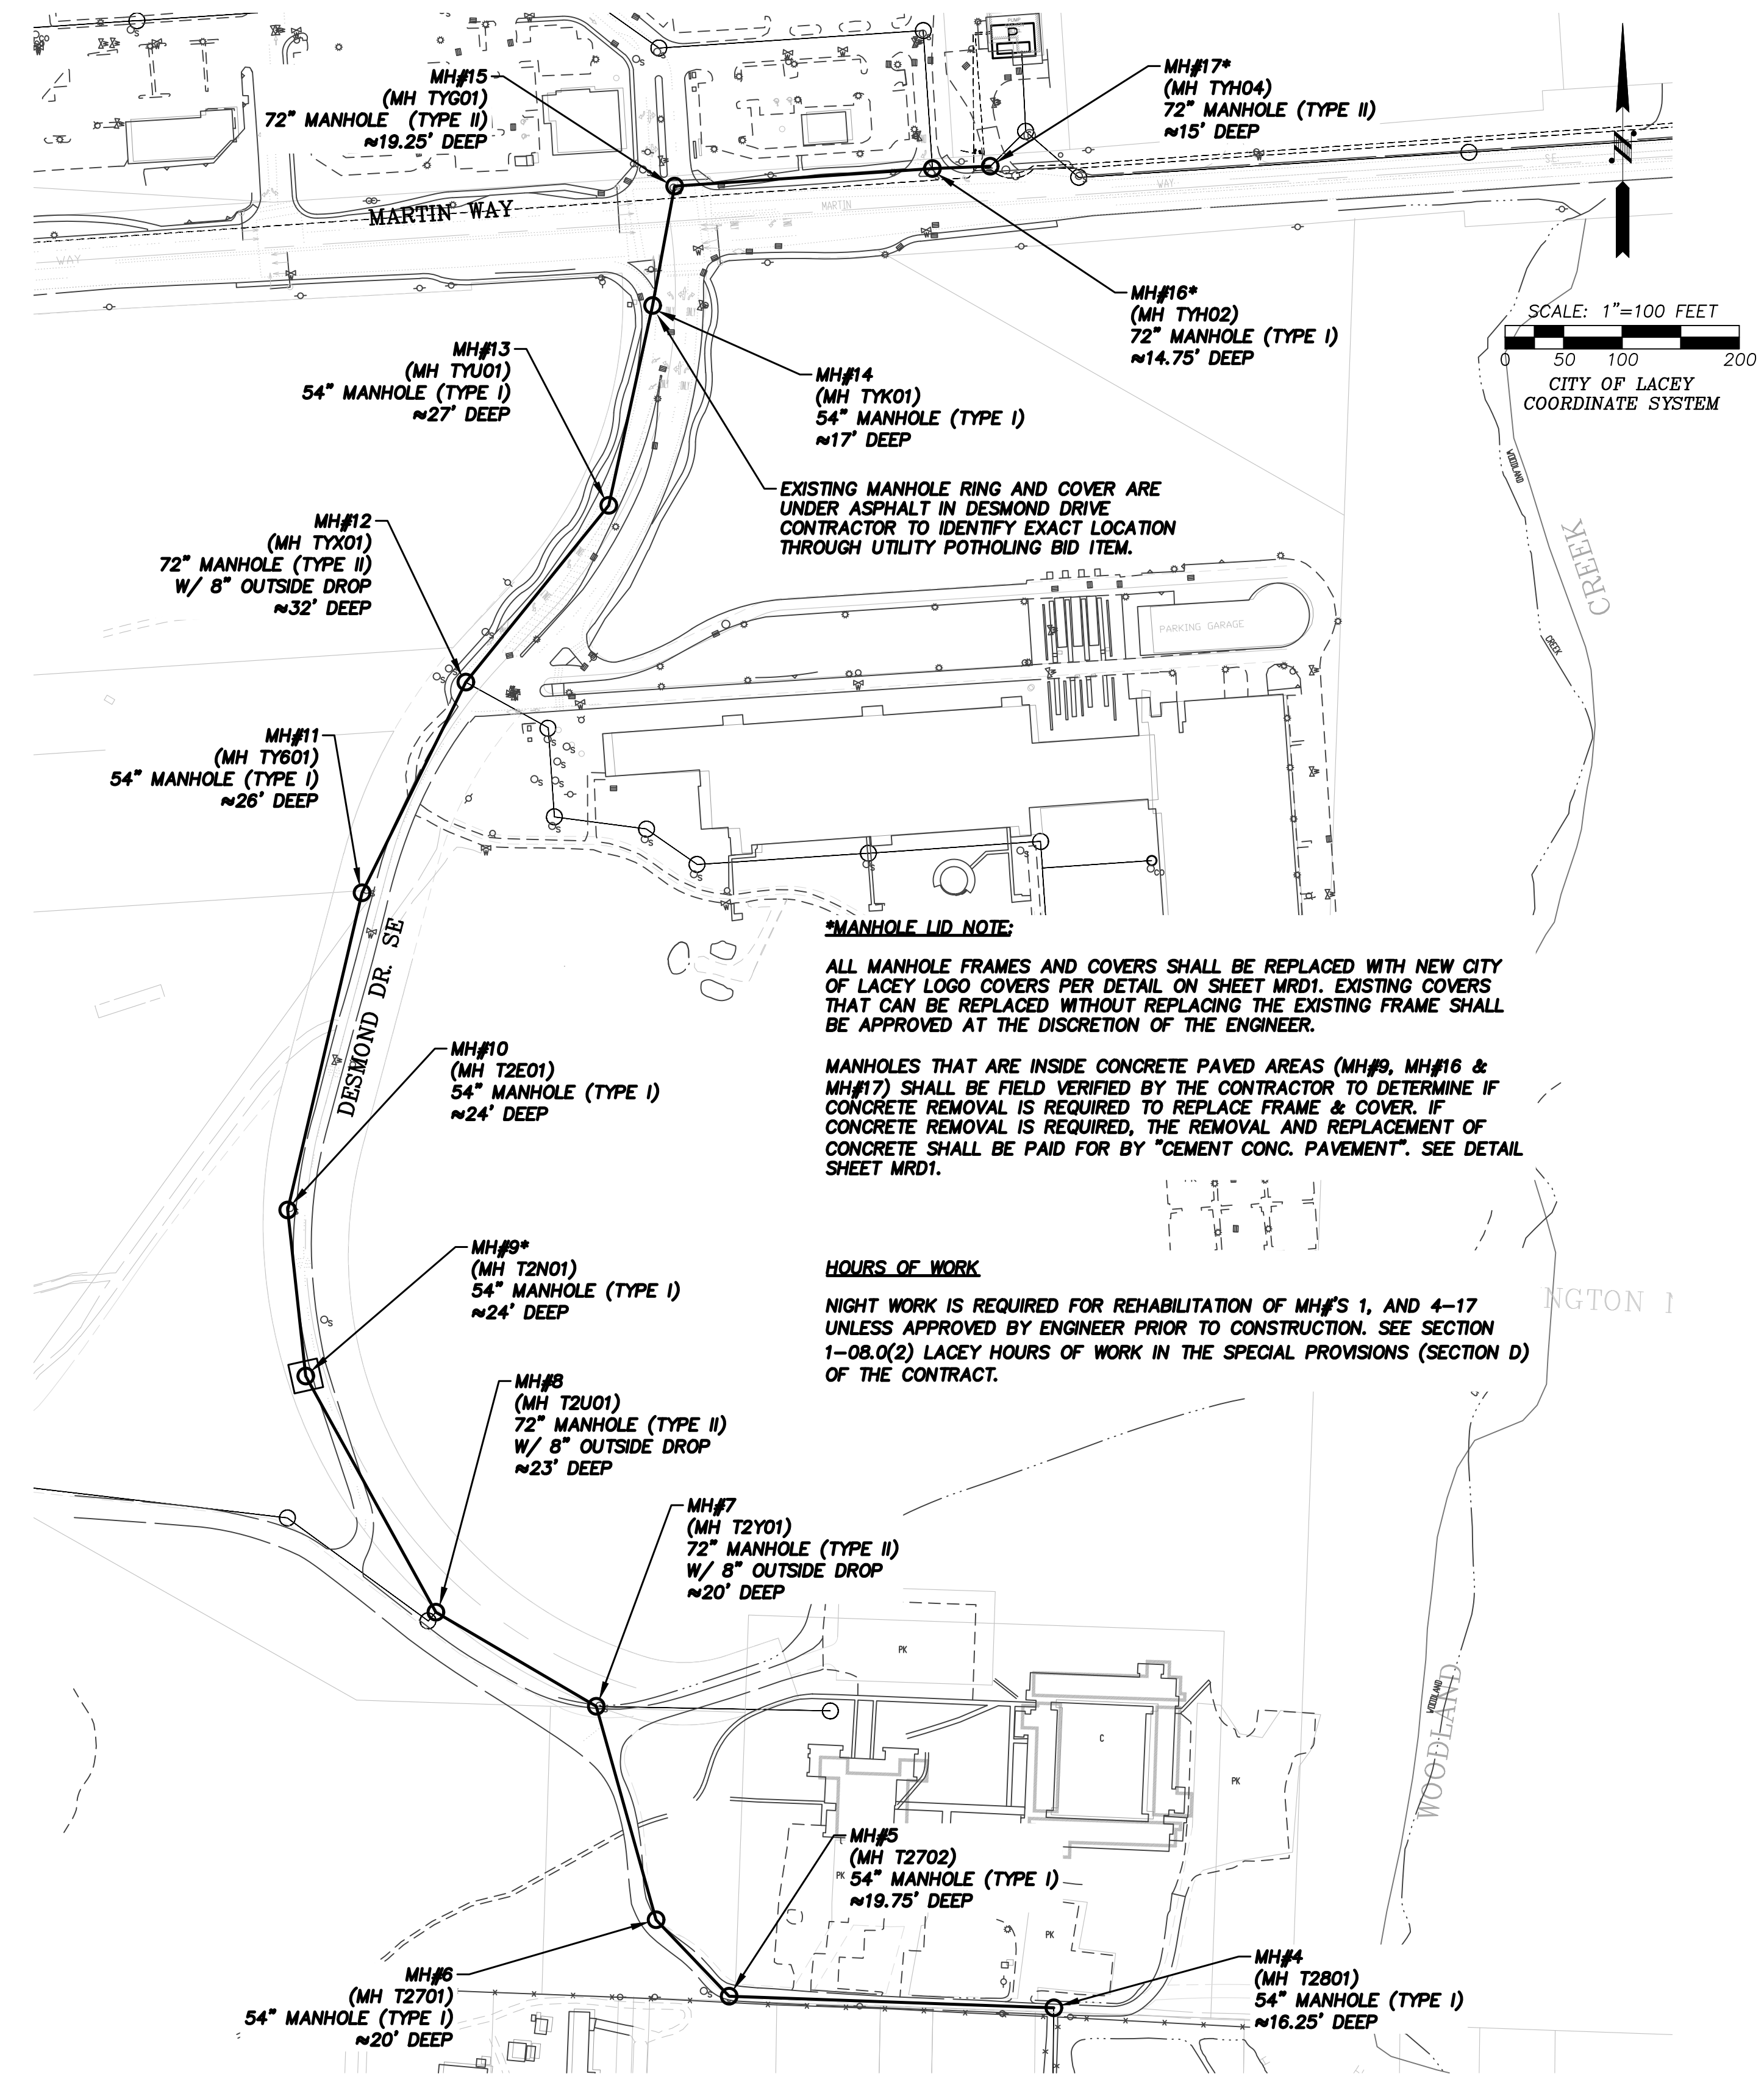 PUMP
P
MH#15
(MH TYG01)
72" MANHOLE (TYPE II)
≈19.25' DEEP
MH#17*
(MH TYH04)
72" MANHOLE (TYPE II)
≈15' DEEP
MARTIN WAY
WAY
MARTIN
WAY
SE
MH#16*
(MH TYH02)
72" MANHOLE (TYPE I)
≈14.75' DEEP
SCALE: 1"=100 FEET
0 50 100 200
CITY OF LACEY
COORDINATE SYSTEM
MH#13
(MH TYU01)
54" MANHOLE (TYPE I)
≈27' DEEP
MH#14
(MH TYK01)
54" MANHOLE (TYPE I)
≈17' DEEP
EXISTING MANHOLE RING AND COVER ARE
UNDER ASPHALT IN DESMOND DRIVE
CONTRACTOR TO IDENTIFY EXACT LOCATION
THROUGH UTILITY POTHOLING BID ITEM.
WOODLAND
CREEK
CREEK
MH#12
(MH TYX01)
72" MANHOLE (TYPE II)
W/ 8" OUTSIDE DROP
≈32' DEEP
PARKING GARAGE
MH#11
(MH TY601)
54" MANHOLE (TYPE I)
≈26' DEEP
DESMOND DR. SE
*MANHOLE LID NOTE:
ALL MANHOLE FRAMES AND COVERS SHALL BE REPLACED WITH NEW CITY
OF LACEY LOGO COVERS PER DETAIL ON SHEET MRD1. EXISTING COVERS
THAT CAN BE REPLACED WITHOUT REPLACING THE EXISTING FRAME SHALL
BE APPROVED AT THE DISCRETION OF THE ENGINEER.
MANHOLES THAT ARE INSIDE CONCRETE PAVED AREAS (MH#9, MH#16 &
MH#17) SHALL BE FIELD VERIFIED BY THE CONTRACTOR TO DETERMINE IF
CONCRETE REMOVAL IS REQUIRED TO REPLACE FRAME & COVER. IF
CONCRETE REMOVAL IS REQUIRED, THE REMOVAL AND REPLACEMENT OF
CONCRETE SHALL BE PAID FOR BY "CEMENT CONC. PAVEMENT". SEE DETAIL
SHEET MRD1.
MH#10
(MH T2E01)
54" MANHOLE (TYPE I)
≈24' DEEP
MH#9*
(MH T2N01)
54" MANHOLE (TYPE I)
≈24' DEEP
HOURS OF WORK
NIGHT WORK IS REQUIRED FOR REHABILITATION OF MH#'S 1, AND 4-17
UNLESS APPROVED BY ENGINEER PRIOR TO CONSTRUCTION. SEE SECTION
1-08.0(2) LACEY HOURS OF WORK IN THE SPECIAL PROVISIONS (SECTION D)
OF THE CONTRACT.
NGTON
MH#8
(MH T2U01)
72" MANHOLE (TYPE II)
W/ 8" OUTSIDE DROP
≈23' DEEP
MH#7
(MH T2Y01)
72" MANHOLE (TYPE II)
W/ 8" OUTSIDE DROP
≈20' DEEP
PK
C
PK
WOODLAND
WOODLAND
MH#5
(MH T2702)
54" MANHOLE (TYPE I)
≈19.75' DEEP
PK
PK
MH#4
(MH T2801)
54" MANHOLE (TYPE I)
≈16.25' DEEP
MH#6
(MH T2701)
54" MANHOLE (TYPE I)
≈20' DEEP